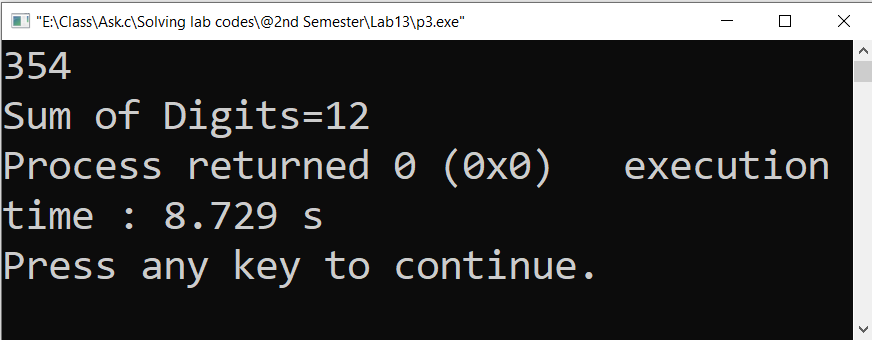 "E:\Class\Ask.c\Solving lab codes\@2nd Semester\Lab13\p3.exe"
354
Sum of Digits=12
Process returned 0 (0x0)   execution
time : 8.729 s
Press any key to continue.